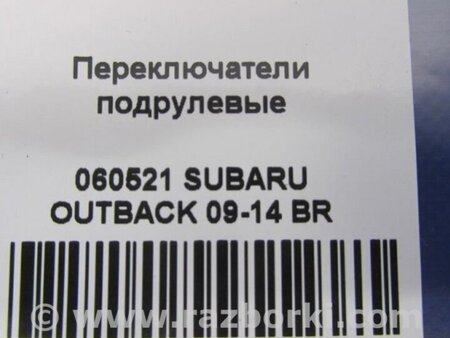 Переключатели
подрулевые
060521 SUBARU
OUTBACK 09-14 BR
© www.razborki.com